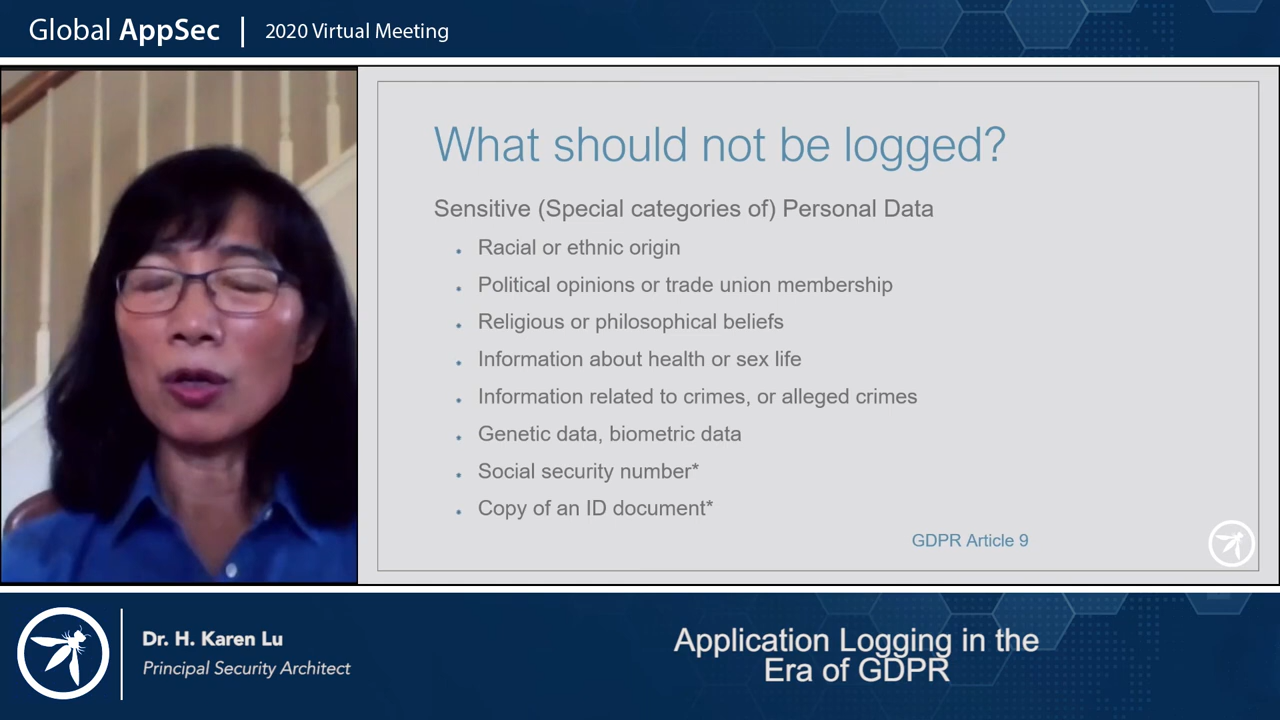 Global AppSec | 2020 Virtual Meeting
What should not be logged?
Sensitive (Special categories of) Personal Data
• Racial or ethnic origin
• Political opinions or trade union membership
• Religious or philosophical beliefs
• Information about health or sex life
• Information related to crimes, or alleged crimes
• Genetic data, biometric data
• Social security number*
• Copy of an ID document*
GDPR Article 9
Dr. H. Karen Lu
Principal Security Architect
Application Logging in the
Era of GDPR